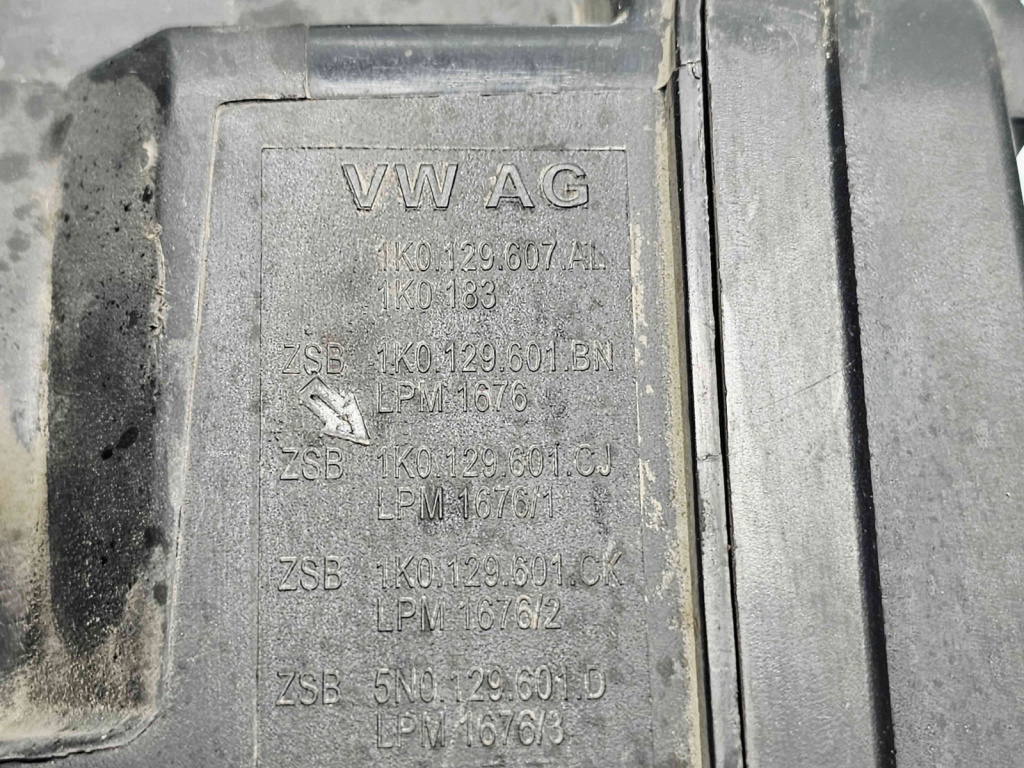 VW AG
1K0.129.607.AL
1K0.183
ZSB 1K0.129.601.BN
LPM 1676
ZSB 1K0.129.601.CJ
LPM 1676/1
ZSB 1K0.129.601.CK
LPM 1676/2
ZSB 5N0.129.601.D
LPM 1676/3